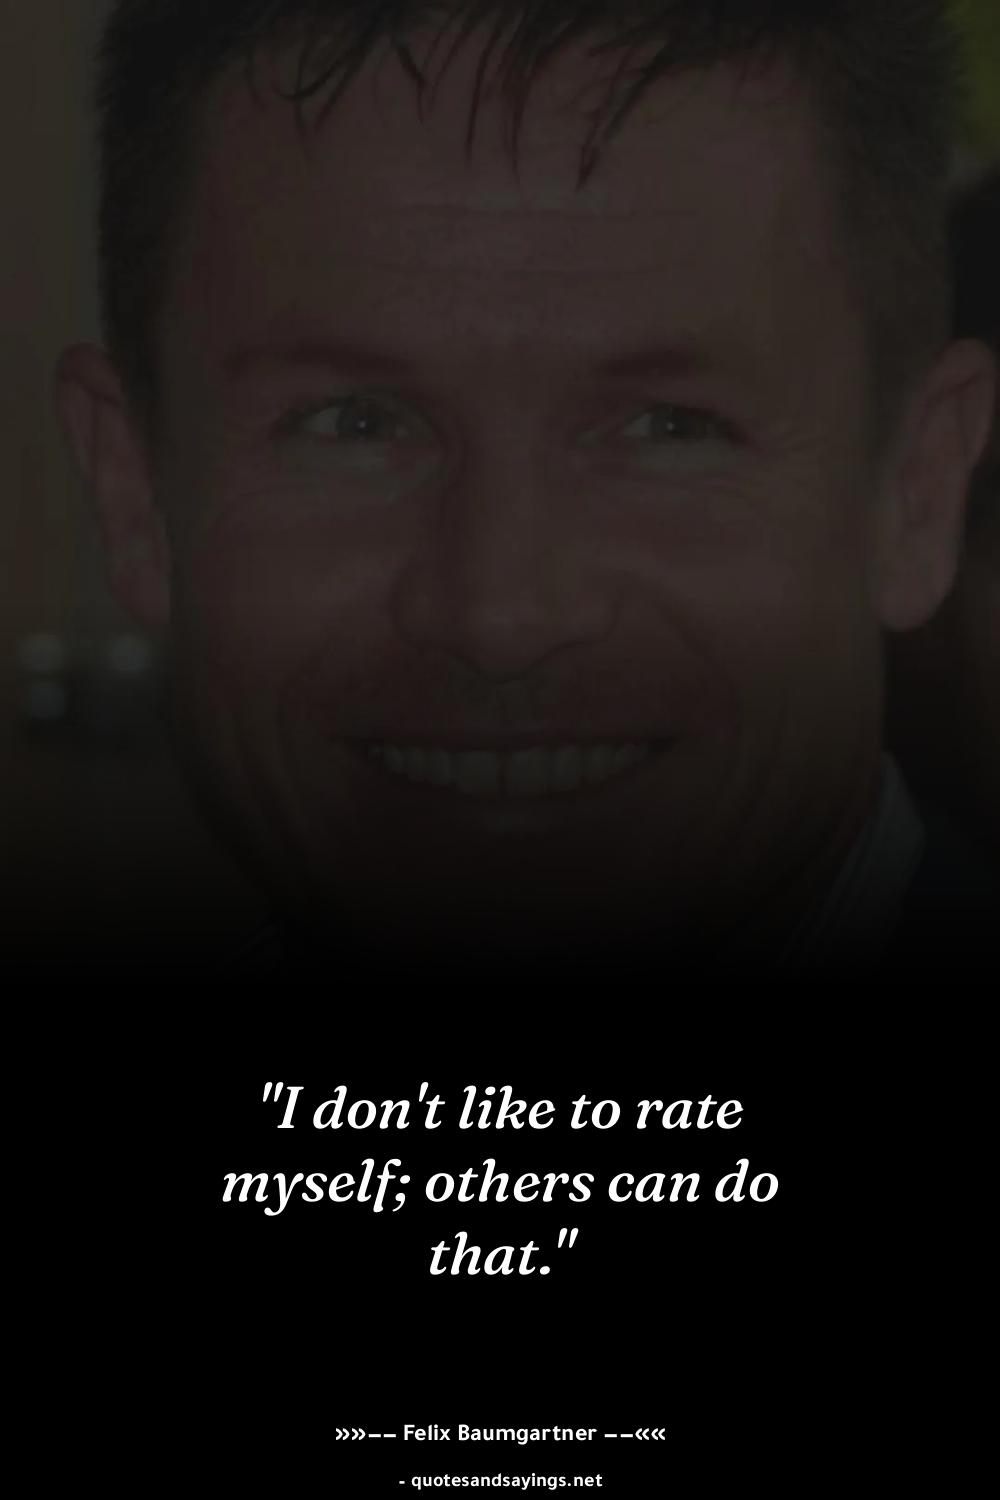 "I don't like to rate
myself; others can do
that."
»»–– Felix Baumgartner ––««
- quotesandsayings.net